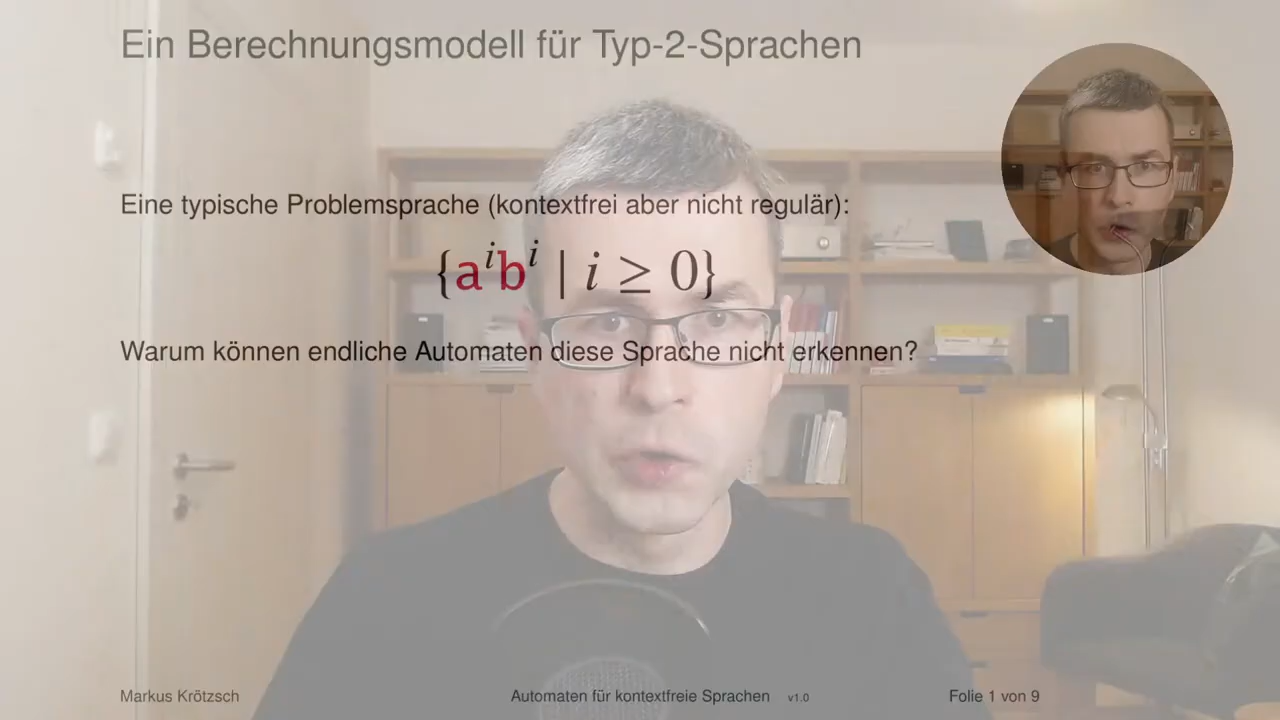 Ein Berechnungsmodell für Typ-2-Sprachen
Eine typische Problemsprache (kontextfrei aber nicht regulär):
{aⁱbⁱ | i ≥ 0}
Warum können endliche Automaten diese Sprache nicht erkennen?
Markus Krötzsch Automaten für kontextfreie Sprachen v1.0 Folie 1 von 9